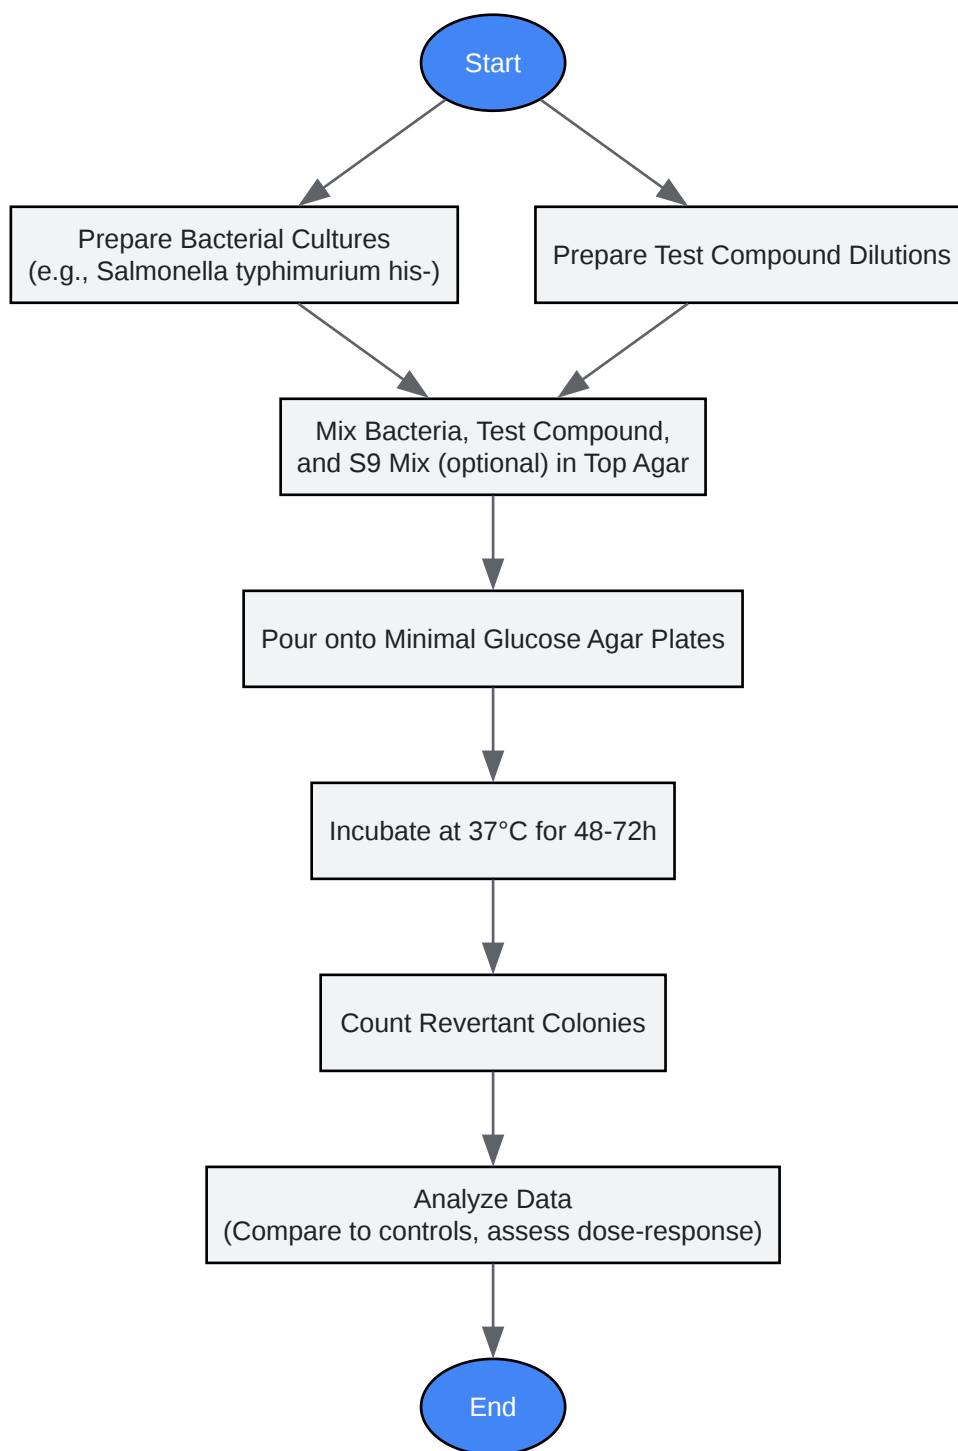 Start
Prepare Bacterial Cultures
(e.g., Salmonella typhimurium his-)
Prepare Test Compound Dilutions
Mix Bacteria, Test Compound,
and S9 Mix (optional) in Top Agar
Pour onto Minimal Glucose Agar Plates
Incubate at 37°C for 48-72h
Count Revertant Colonies
Analyze Data
(Compare to controls, assess dose-response)
End